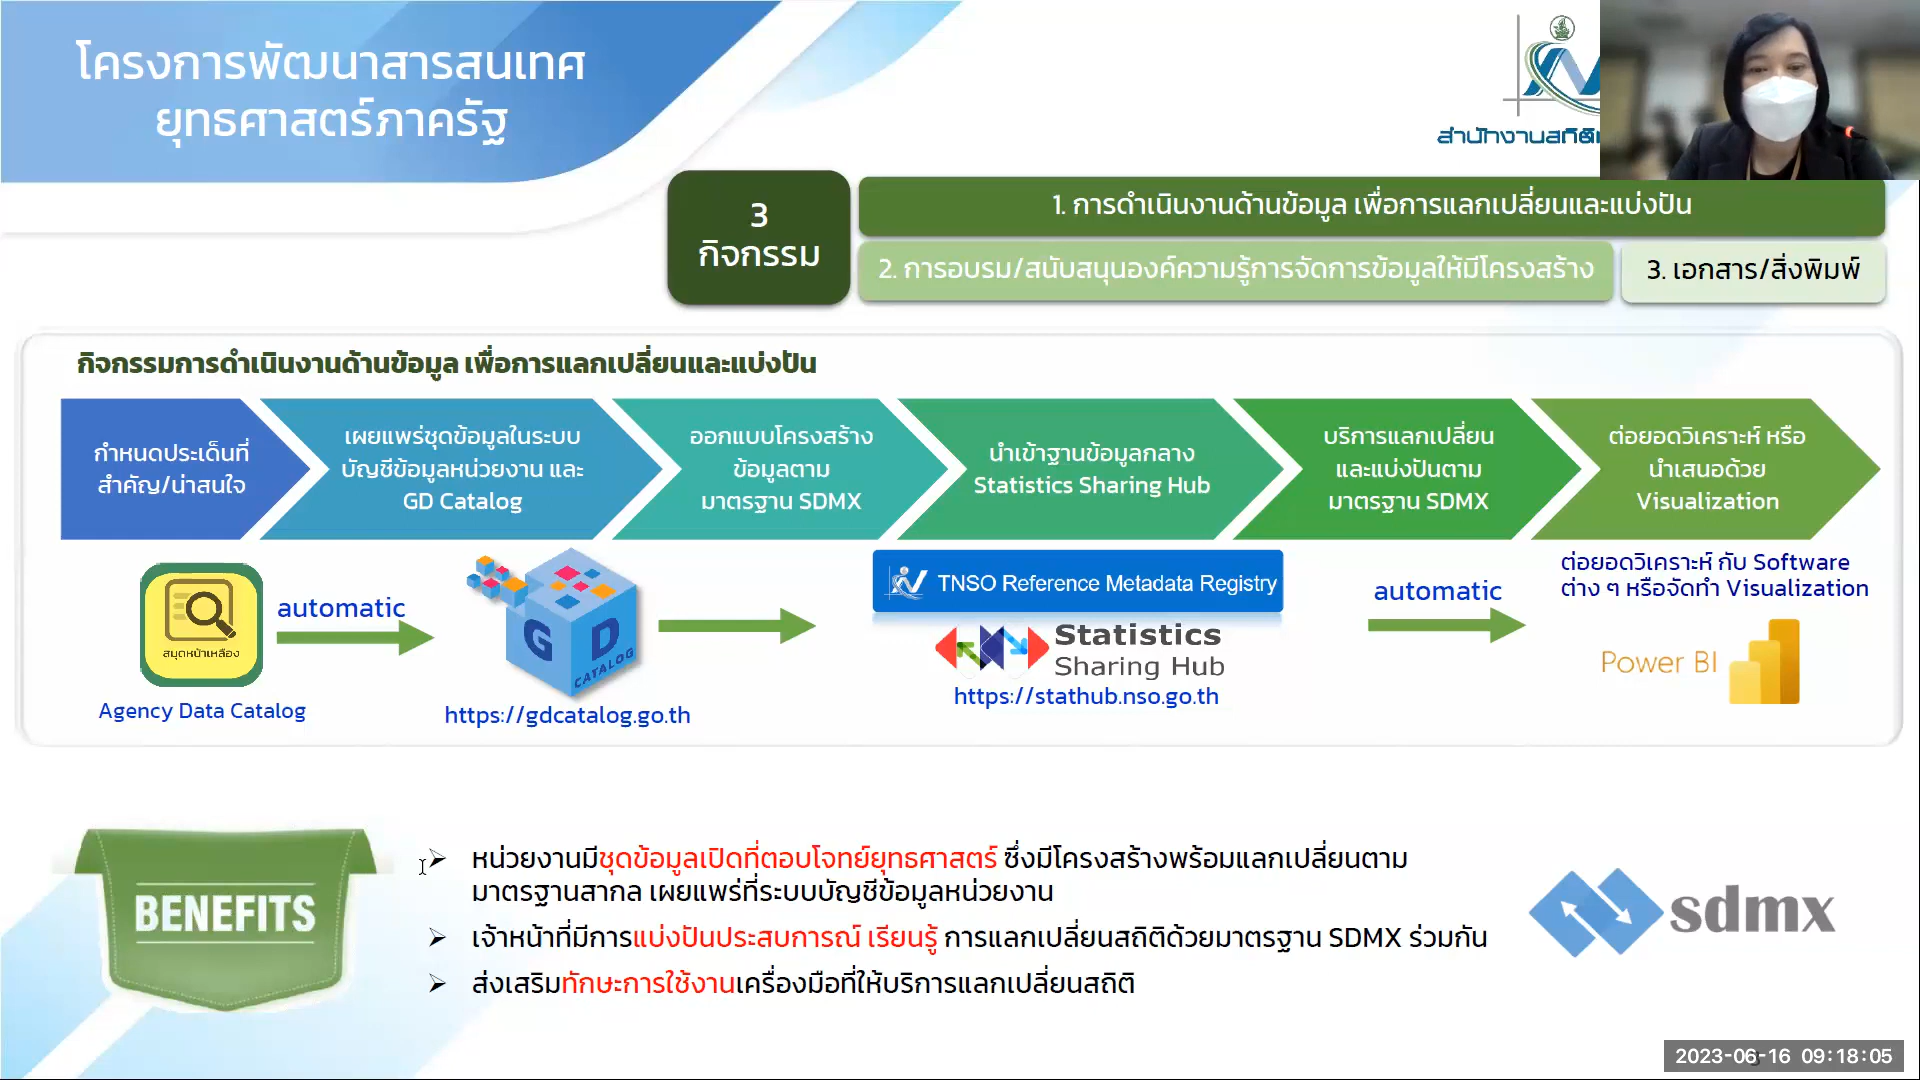 โครงการพัฒนาสารสนเทศ
ยุทธศาสตร์ภาครัฐ
3
กิจกรรม
1. การดำเนินงานด้านข้อมูล เพื่อการแลกเปลี่ยนและแบ่งปัน
2. การอบรม/สนับสนุนองค์ความรู้การจัดการข้อมูลให้มีโครงสร้าง
3. เอกสาร/สิ่งพิมพ์
กิจกรรมการดำเนินงานด้านข้อมูล เพื่อการแลกเปลี่ยนและแบ่งปัน
กำหนดประเด็นที่
สำคัญ/น่าสนใจ
เผยแพร่ชุดข้อมูลในระบบ
บัญชีข้อมูลหน่วยงาน และ
GD Catalog
ออกแบบโครงสร้าง
ข้อมูลตาม
มาตรฐาน SDMX
นำเข้าฐานข้อมูลกลาง
Statistics Sharing Hub
บริการแลกเปลี่ยน
และแบ่งปันตาม
มาตรฐาน SDMX
ต่อยอดวิเคราะห์ หรือ
นำเสนอด้วย
Visualization
สมุดหน้าเหลือง
Agency Data Catalog
automatic
G D
CATALOG
https://gdcatalog.go.th
TNSO Reference Metadata Registry
Statistics
Sharing Hub
https://stathub.nso.go.th
automatic
ต่อยอดวิเคราะห์ กับ Software
ต่าง ๆ หรือจัดทำ Visualization
Power BI
BENEFITS
หน่วยงานมีชุดข้อมูลเปิดที่ตอบโจทย์ยุทธศาสตร์ ซึ่งมีโครงสร้างพร้อมแลกเปลี่ยนตาม
มาตรฐานสากล เผยแพร่ที่ระบบบัญชีข้อมูลหน่วยงาน
เจ้าหน้าที่มีการแบ่งปันประสบการณ์ เรียนรู้ การแลกเปลี่ยนสถิติด้วยมาตรฐาน SDMX ร่วมกัน
ส่งเสริมทักษะการใช้งานเครื่องมือที่ให้บริการแลกเปลี่ยนสถิติ
sdmx
2023-06-16 09:18:05